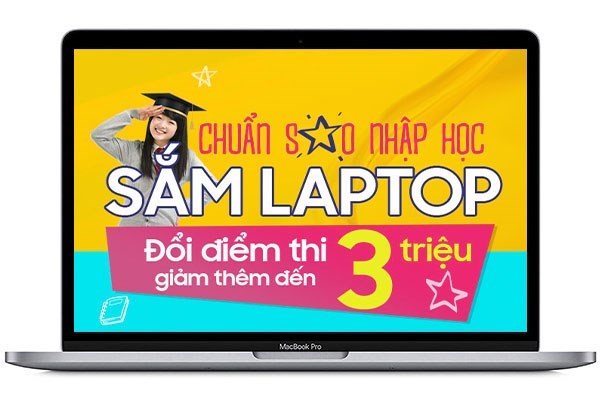 CHUẨN SAO NHẬP HỌC
SẮM LAPTOP
Đổi điểm thi
giảm thêm đến
3 triệu
MacBook Pro